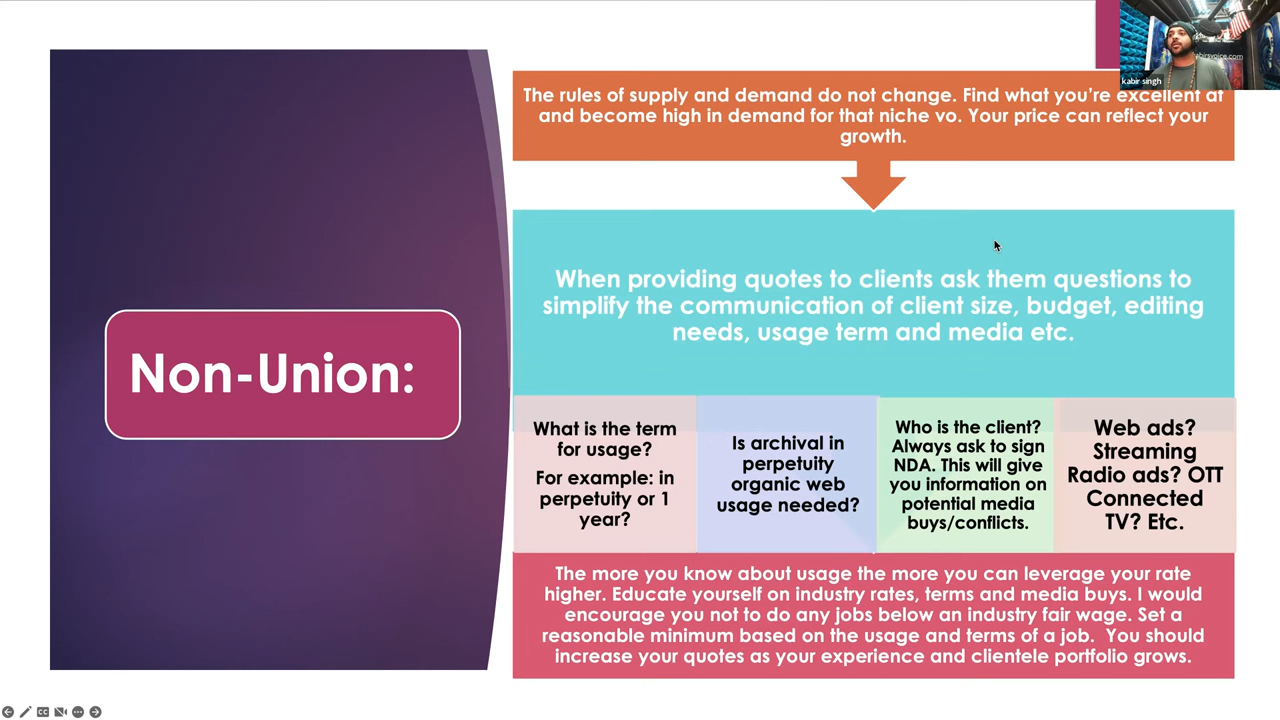 kabir singh
The rules of supply and demand do not change. Find what you're excellent at
and become high in demand for that niche vo. Your price can reflect your
growth.
When providing quotes to clients ask them questions to
simplify the communication of client size, budget, editing
needs, usage term and media etc.
Non-Union:
What is the term
for usage?
For example: in
perpetuity or 1
year?
Is archival in
perpetuity
organic web
usage needed?
Who is the client?
Always ask to sign
NDA. This will give
you information on
potential media
buys/conflicts.
Web ads?
Streaming
Radio ads? OTT
Connected
TV? Etc.
The more you know about usage the more you can leverage your rate
higher. Educate yourself on industry rates, terms and media buys. I would
encourage you not to do any jobs below an industry fair wage. Set a
reasonable minimum based on the usage and terms of a job. You should
increase your quotes as your experience and clientele portfolio grows.
CC